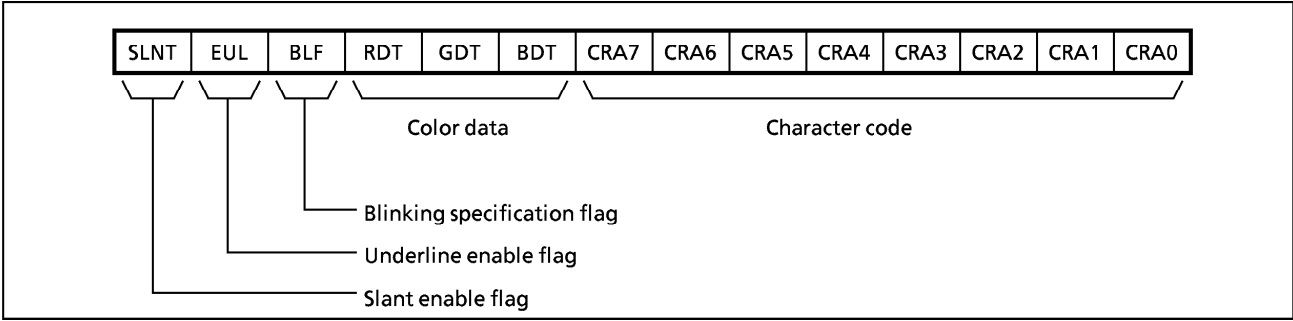 SLNT EUL BLF RDT GDT BDT CRA7 CRA6 CRA5 CRA4 CRA3 CRA2 CRA1 CRA0
Color data Character code
Blinking specification flag
Underline enable flag
Slant enable flag